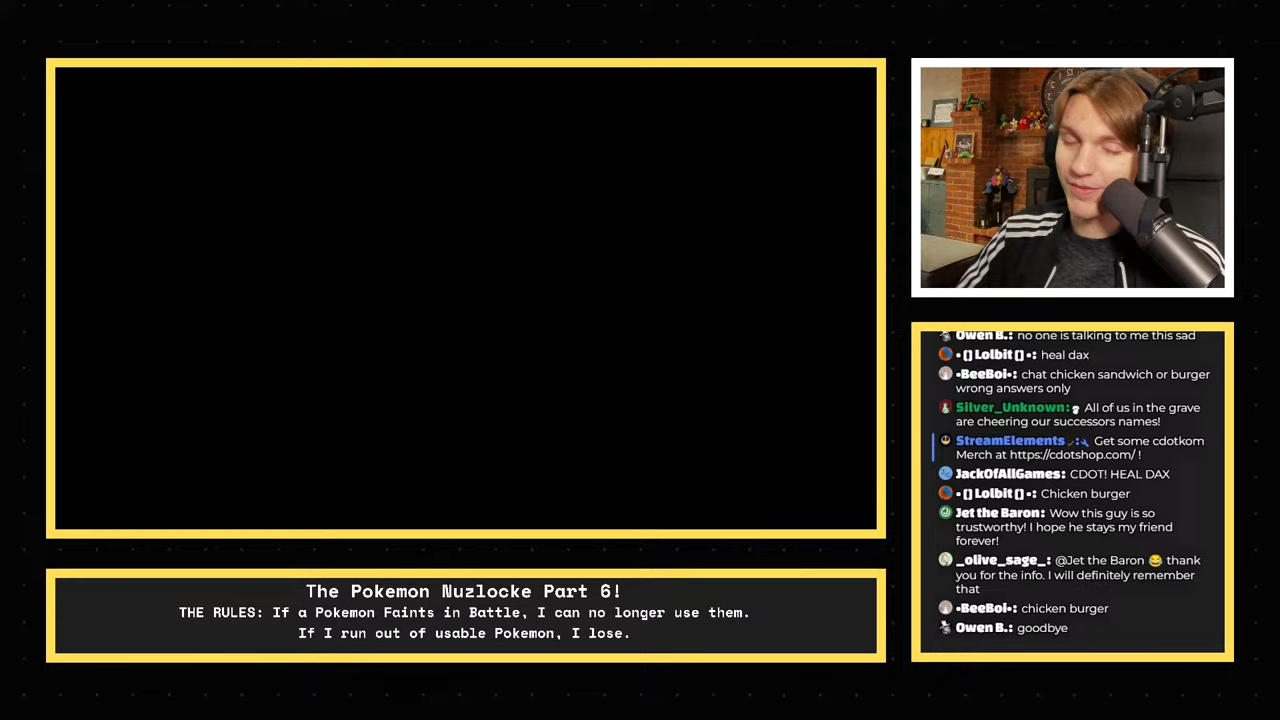 The Pokemon Nuzlocke Part 6!
THE RULES: If a Pokemon Faints in Battle, I can no longer use them.
If I run out of usable Pokemon, I lose.
Owen B.: no one is talking to me this sad
•[] Lolbit []•: heal dax
•BeeBoi•: chat chicken sandwich or burger
wrong answers only
Silver_Unknown: All of us in the grave
are cheering our successors names!
StreamElements : Get some cdotkom
Merch at https://cdotshop.com/ !
JackOfAllGames: CDOT! HEAL DAX
•[] Lolbit []•: Chicken burger
Jet the Baron: Wow this guy is so
trustworthy! I hope he stays my friend
forever!
_olive_sage_: @Jet the Baron 😂 thank
you for the info. I will definitely remember
that
•BeeBoi•: chicken burger
Owen B.: goodbye